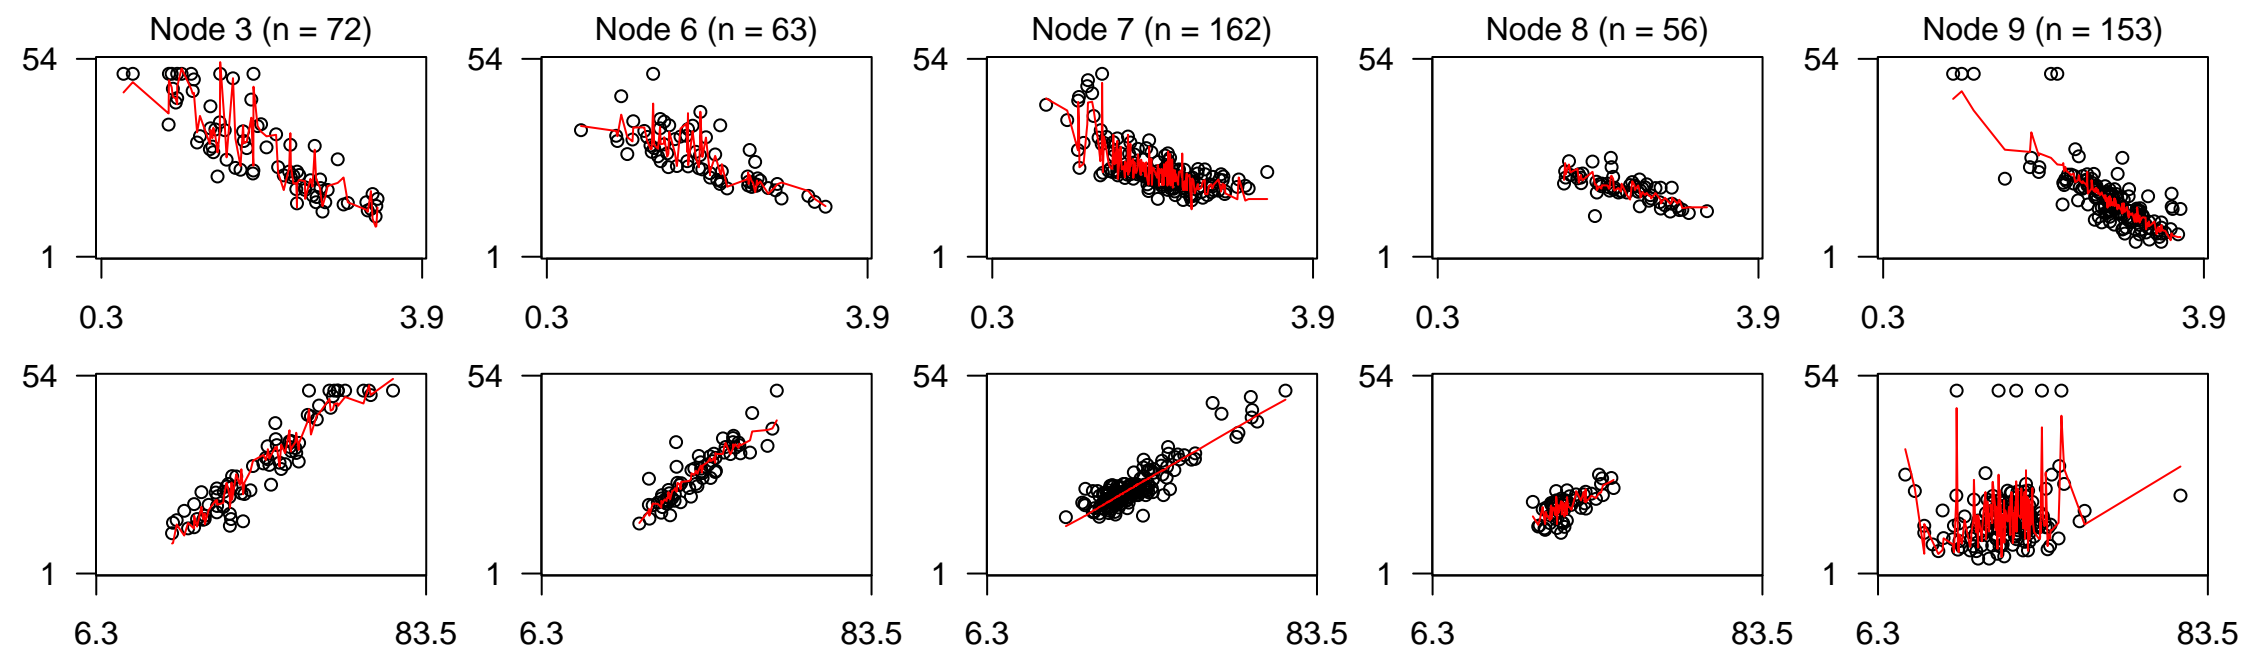 Node 3 (n = 72) Node 6 (n = 63) Node 7 (n = 162) Node 8 (n = 56) Node 9 (n = 153)
54 54 54 54 54
1 1 1 1 1
0.3 3.9 0.3 3.9 0.3 3.9 0.3 3.9 0.3 3.9
54 54 54 54 54
1 1 1 1 1
6.3 83.5 6.3 83.5 6.3 83.5 6.3 83.5 6.3 83.5